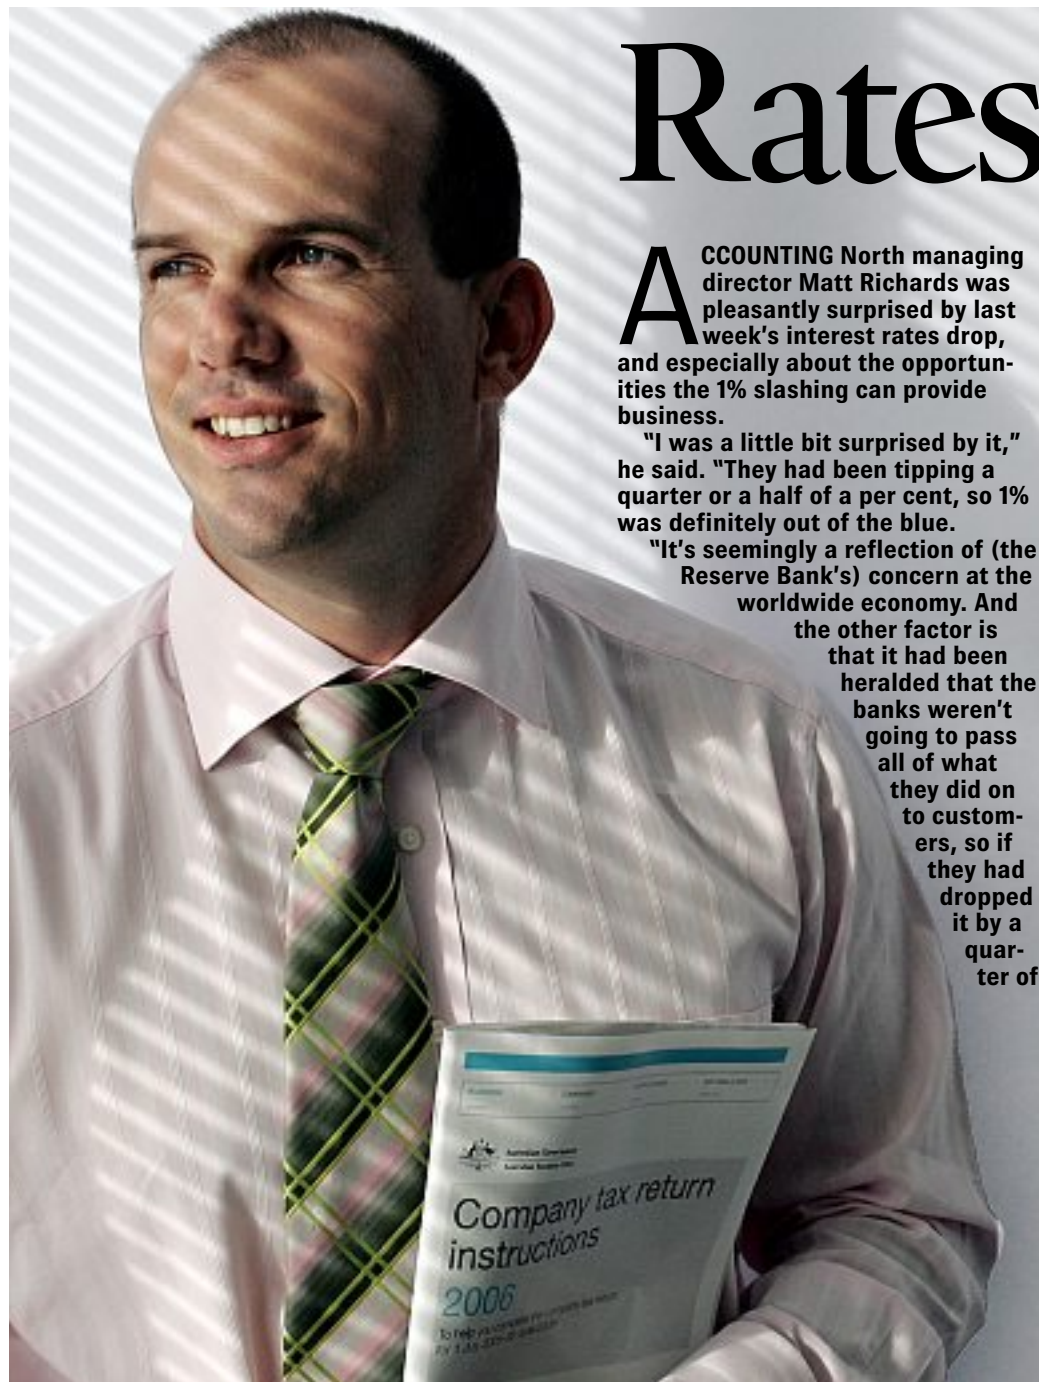 Rates
ACCOUNTING North managing
director Matt Richards was
pleasantly surprised by last
week's interest rates drop,
and especially about the opportun-
ities the 1% slashing can provide
business.
“I was a little bit surprised by it,”
he said. “They had been tipping a
quarter or a half of a per cent, so 1%
was definitely out of the blue.
“It's seemingly a reflection of (the
Reserve Bank's) concern at the
worldwide economy. And
the other factor is
that it had been
heralded that the
banks weren't
going to pass
all of what
they did on
to custom-
ers, so if
they had
dropped
it by a
quar-
ter of
Australian Government
Company tax return
instructions
2006